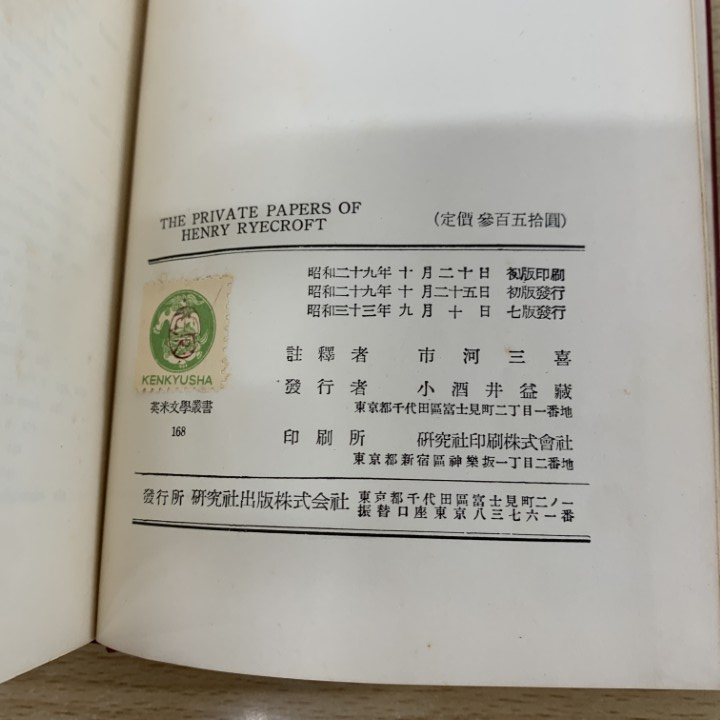 THE PRIVATE PAPERS OF
HENRY RYECROFT
(定價 參百五拾圓)
昭和二十九年 十 月二十日 初版印刷
昭和二十九年 十 月二十五日 初版發行
昭和三十三年 九 月 十 日 七版發行
KENKYUSHA
英米文學叢書
168
註釋者 市河三喜
發行者 小酒井益藏
東京都千代田區富士見町二丁目一番地
印刷所 研究社印刷株式會社
東京都新宿區神樂坂一丁目二番地
發行所 研究社出版株式会社
東京都千代田區富士見町二ノ一
振替口座東京八三七六一番